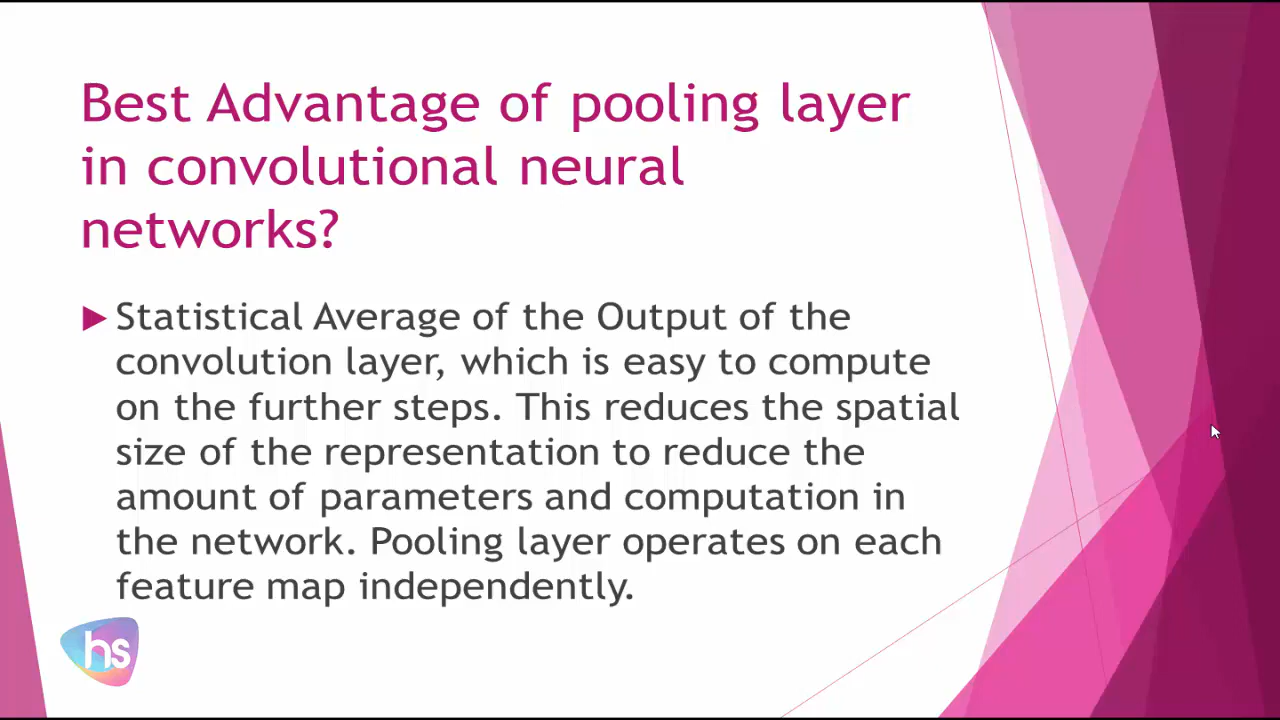 Best Advantage of pooling layer
in convolutional neural
networks?
Statistical Average of the Output of the
convolution layer, which is easy to compute
on the further steps. This reduces the spatial
size of the representation to reduce the
amount of parameters and computation in
the network. Pooling layer operates on each
feature map independently.
hs